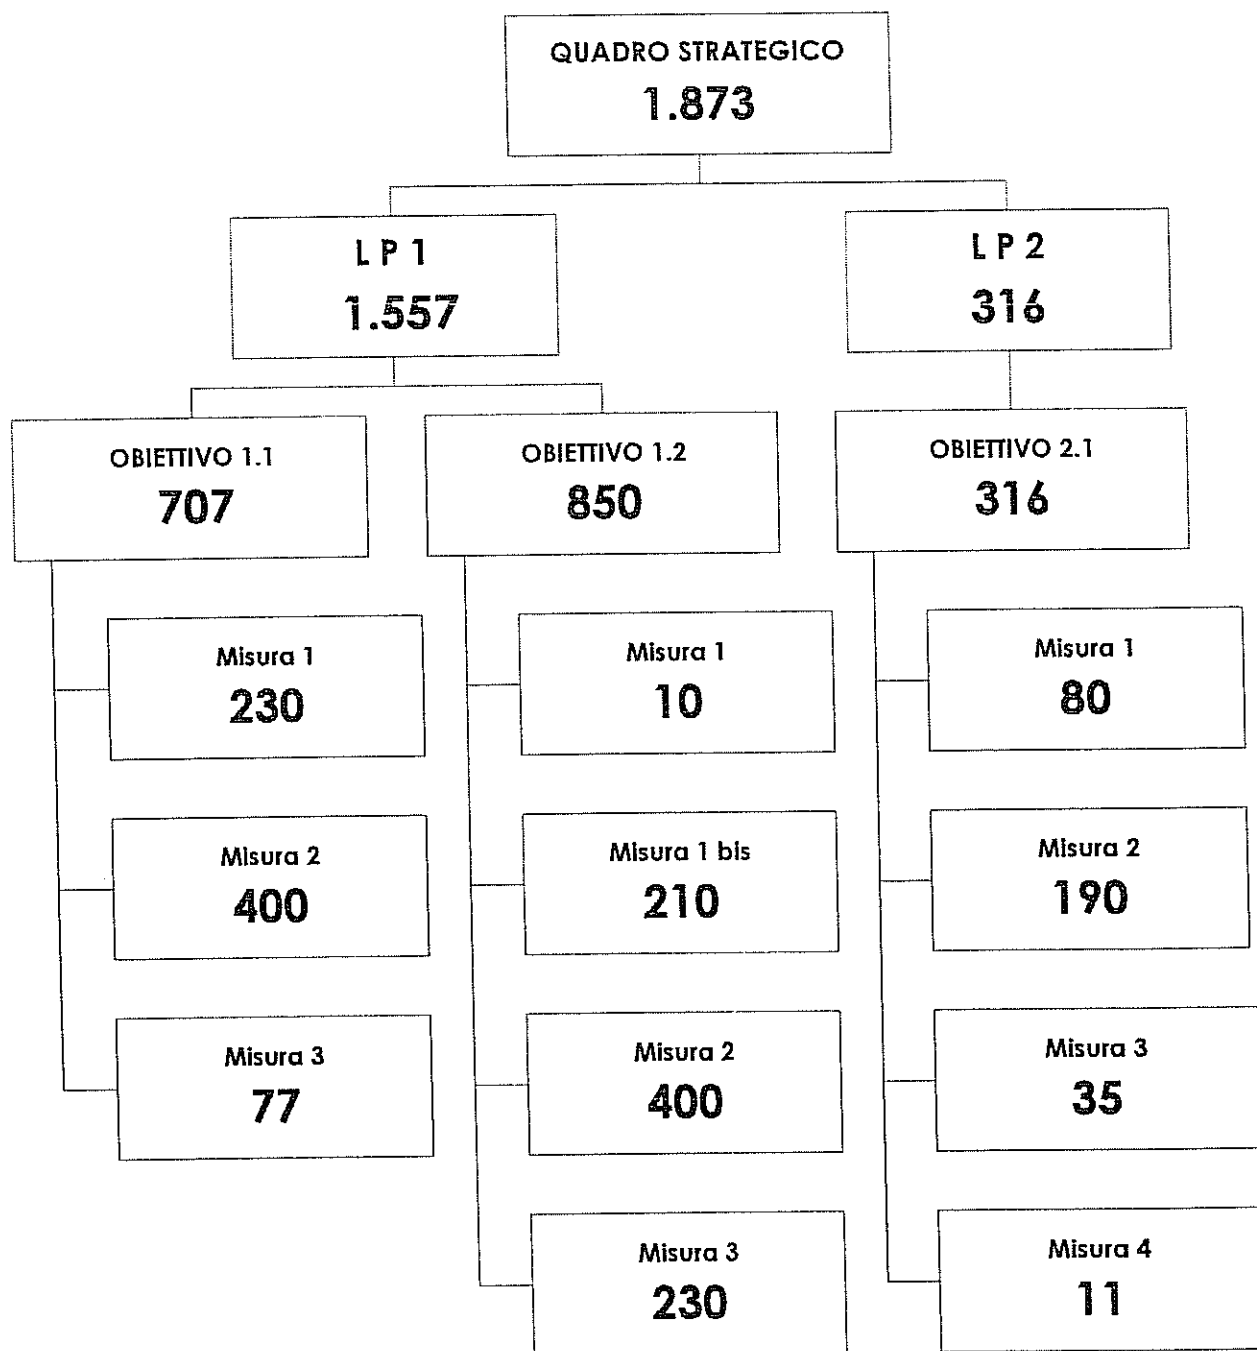 QUADRO STRATEGICO
1.873
L P 1
1.557
L P 2
316
OBIETTIVO 1.1
707
OBIETTIVO 1.2
850
OBIETTIVO 2.1
316
Misura 1
230
Misura 2
400
Misura 3
77
Misura 1
10
Misura 1 bis
210
Misura 2
400
Misura 3
230
Misura 1
80
Misura 2
190
Misura 3
35
Misura 4
11